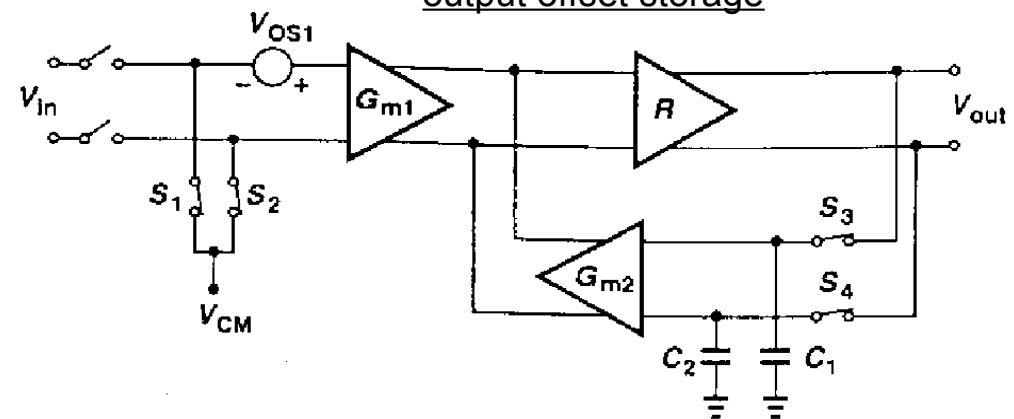 output offset storage
V_OS1
- +
V_in
G_m1
R
V_out
S_1
S_2
S_3
G_m2
S_4
V_CM
C_2
C_1